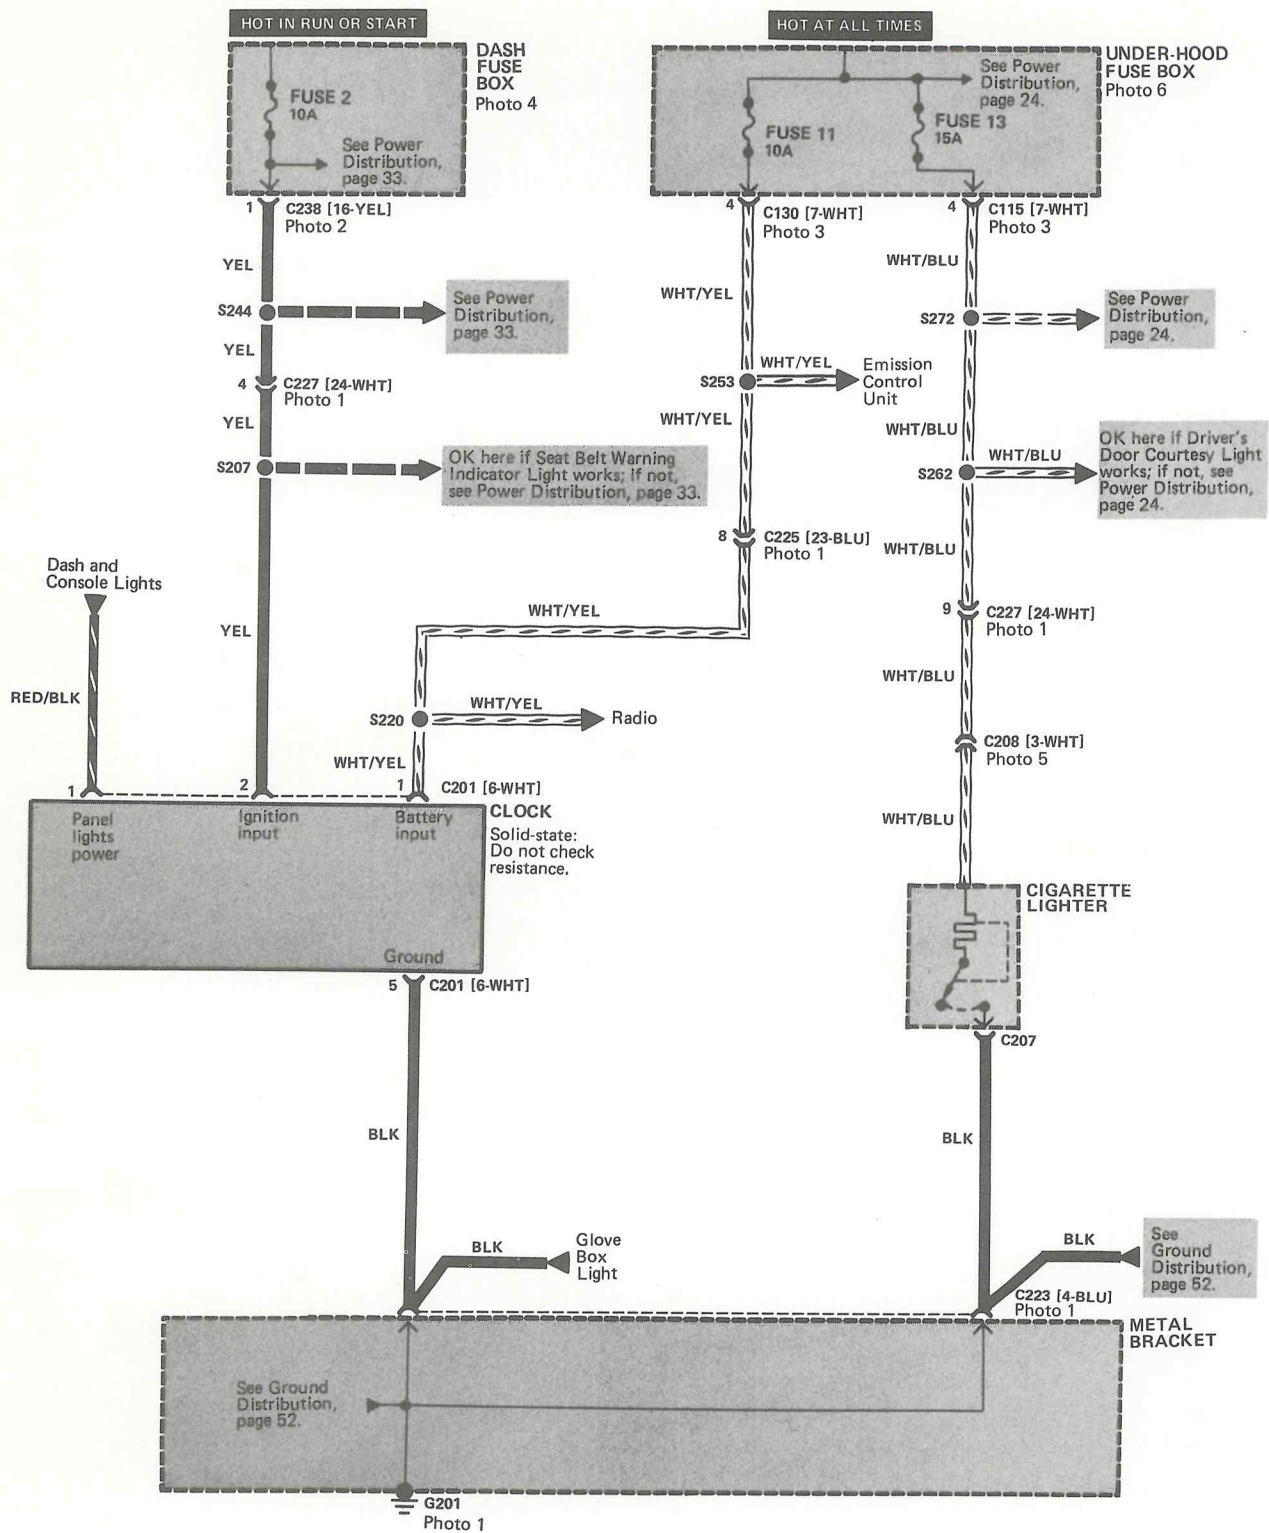 HOT IN RUN OR START
HOT AT ALL TIMES
DASH
FUSE
BOX
Photo 4
FUSE 2
10A
See Power
Distribution,
page 33.
UNDER-HOOD
FUSE BOX
Photo 6
See Power
Distribution,
page 24.
FUSE 11
10A
FUSE 13
15A
1
C238 [16-YEL]
Photo 2
4
C130 [7-WHT]
Photo 3
4
C115 [7-WHT]
Photo 3
YEL
WHT/YEL
WHT/BLU
S244
See Power
Distribution,
page 33.
S272
See Power
Distribution,
page 24.
YEL
4
C227 [24-WHT]
Photo 1
S253
WHT/YEL
Emission
Control
Unit
YEL
WHT/YEL
WHT/BLU
S207
OK here if Seat Belt Warning
Indicator Light works; if not,
see Power Distribution, page 33.
S262
WHT/BLU
OK here if Driver's
Door Courtesy Light
works; if not, see
Power Distribution,
page 24.
8
C225 [23-BLU]
Photo 1
WHT/BLU
Dash and
Console Lights
WHT/YEL
9
C227 [24-WHT]
Photo 1
YEL
RED/BLK
WHT/BLU
S220
WHT/YEL
Radio
C208 [3-WHT]
Photo 5
WHT/YEL
1
2
1
C201 [6-WHT]
CLOCK
Solid-state:
Do not check
resistance.
Panel
lights
power
Ignition
input
Battery
input
Ground
WHT/BLU
CIGARETTE
LIGHTER
5
C201 [6-WHT]
C207
BLK
BLK
BLK
Glove
Box
Light
BLK
See
Ground
Distribution,
page 52.
C223 [4-BLU]
Photo 1
METAL
BRACKET
See Ground
Distribution,
page 52.
G201
Photo 1